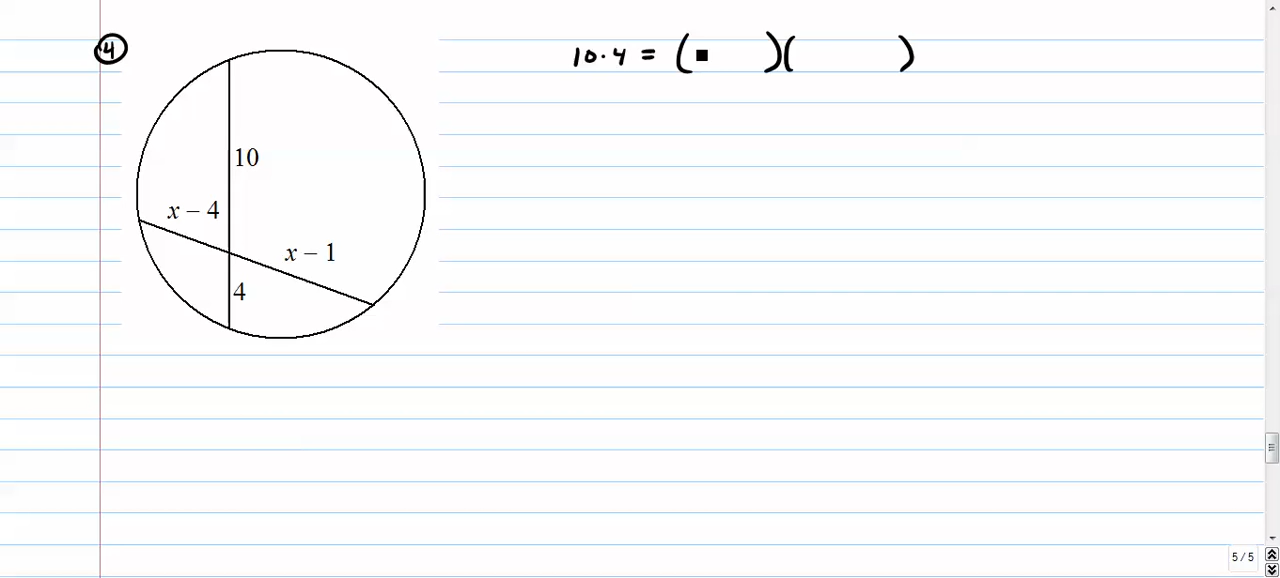 ④ 10·4 = (      )(      )
10
x – 4
x – 1
4
5 / 5